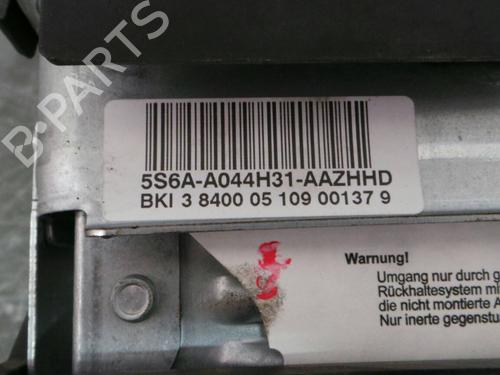 B-PARTS
5S6A-A044H31-AAZHHD
BKI 3 8400 05 109 00137 9
Warnung!
Umgang nur durch g
Rückhaltesystem mi
die nicht montierte A
Nur inerte gegenstu